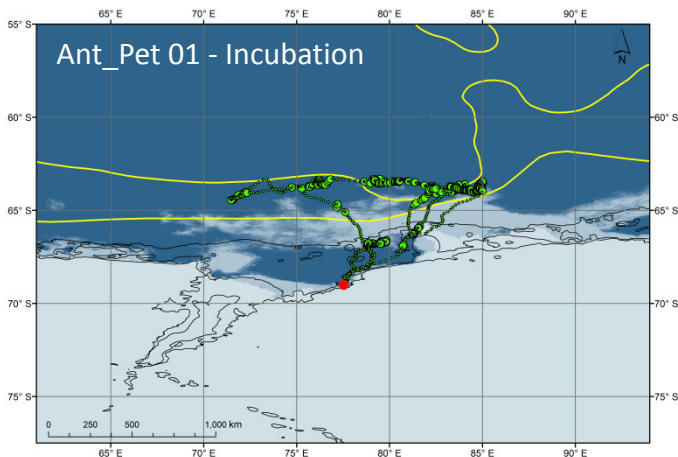 65° E 70° E 75° E 80° E 85° E 90° E
55° S 55° S
Ant_Pet 01 - Incubation
N
60° S 60° S
65° S 65° S
70° S 70° S
75° S 75° S
0 250 500 1,000 km
65° E 70° E 75° E 80° E 85° E 90° E